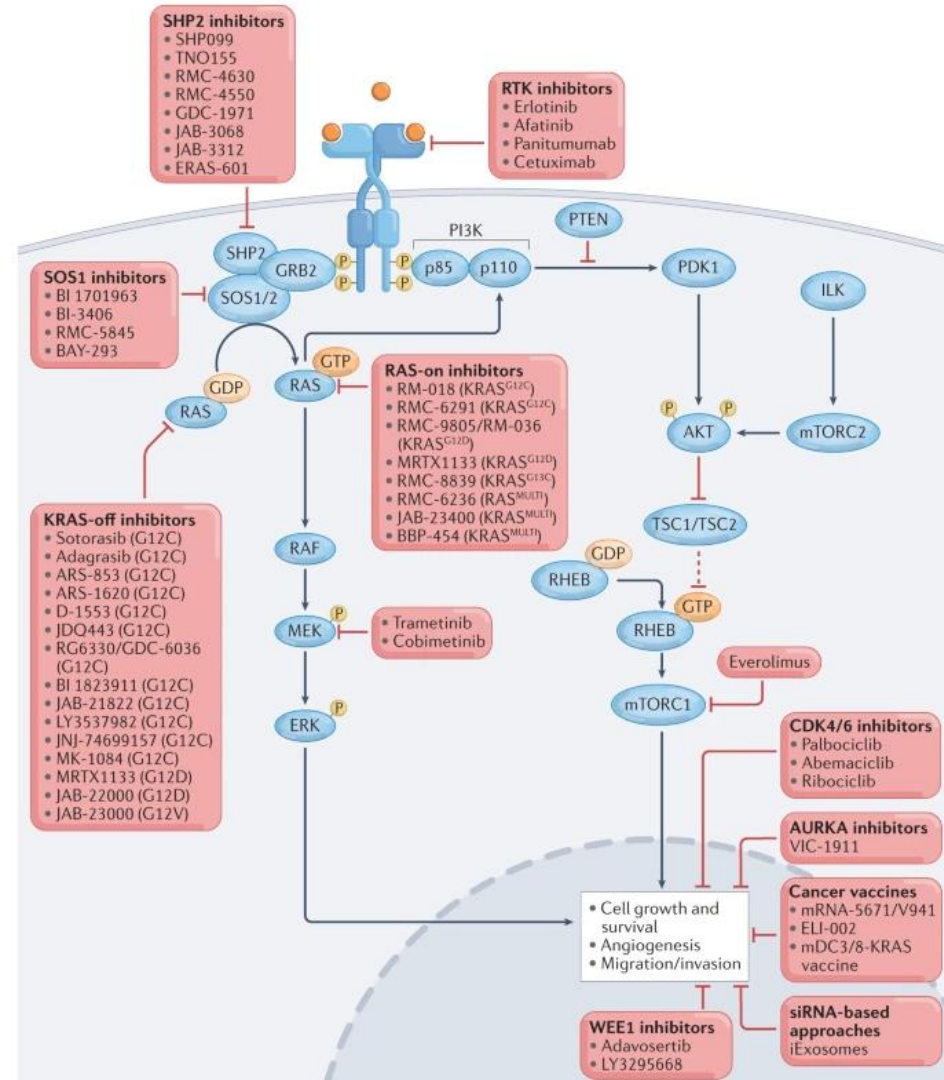 SHP2 inhibitors
• SHP099
• TNO155
• RMC-4630
• RMC-4550
• GDC-1971
• JAB-3068
• JAB-3312
• ERAS-601
RTK inhibitors
• Erlotinib
• Afatinib
• Panitumumab
• Cetuximab
SOS1 inhibitors
• BI 1701963
• BI-3406
• RMC-5845
• BAY-293
SHP2
GRB2
SOS1/2
P
P
P
P
PI3K
p85
p110
PTEN
PDK1
ILK
GDP
RAS
GTP
RAS
RAS-on inhibitors
• RM-018 (KRASG12C)
• RMC-6291 (KRASG12C)
• RMC-9805/RM-036
(KRASG12D)
• MRTX1133 (KRASG12D)
• RMC-8839 (KRASG13C)
• RMC-6236 (RASMULTI)
• JAB-23400 (KRASMULTI)
• BBP-454 (KRASMULTI)
P
P
AKT
mTORC2
TSC1/TSC2
KRAS-off inhibitors
• Sotorasib (G12C)
• Adagrasib (G12C)
• ARS-853 (G12C)
• ARS-1620 (G12C)
• D-1553 (G12C)
• JDQ443 (G12C)
• RG6330/GDC-6036
(G12C)
• BI 1823911 (G12C)
• JAB-21822 (G12C)
• LY3537982 (G12C)
• JNJ-74699157 (G12C)
• MK-1084 (G12C)
• MRTX1133 (G12D)
• JAB-22000 (G12D)
• JAB-23000 (G12V)
RAF
GDP
RHEB
GTP
RHEB
P
MEK
• Trametinib
• Cobimetinib
P
ERK
Everolimus
mTORC1
CDK4/6 inhibitors
• Palbociclib
• Abemaciclib
• Ribociclib
AURKA inhibitors
VIC-1911
Cancer vaccines
• mRNA-5671/V941
• ELI-002
• mDC3/8-KRAS
vaccine
• Cell growth and
survival
• Angiogenesis
• Migration/invasion
WEE1 inhibitors
• Adavosertib
• LY3295668
siRNA-based
approaches
iExosomes